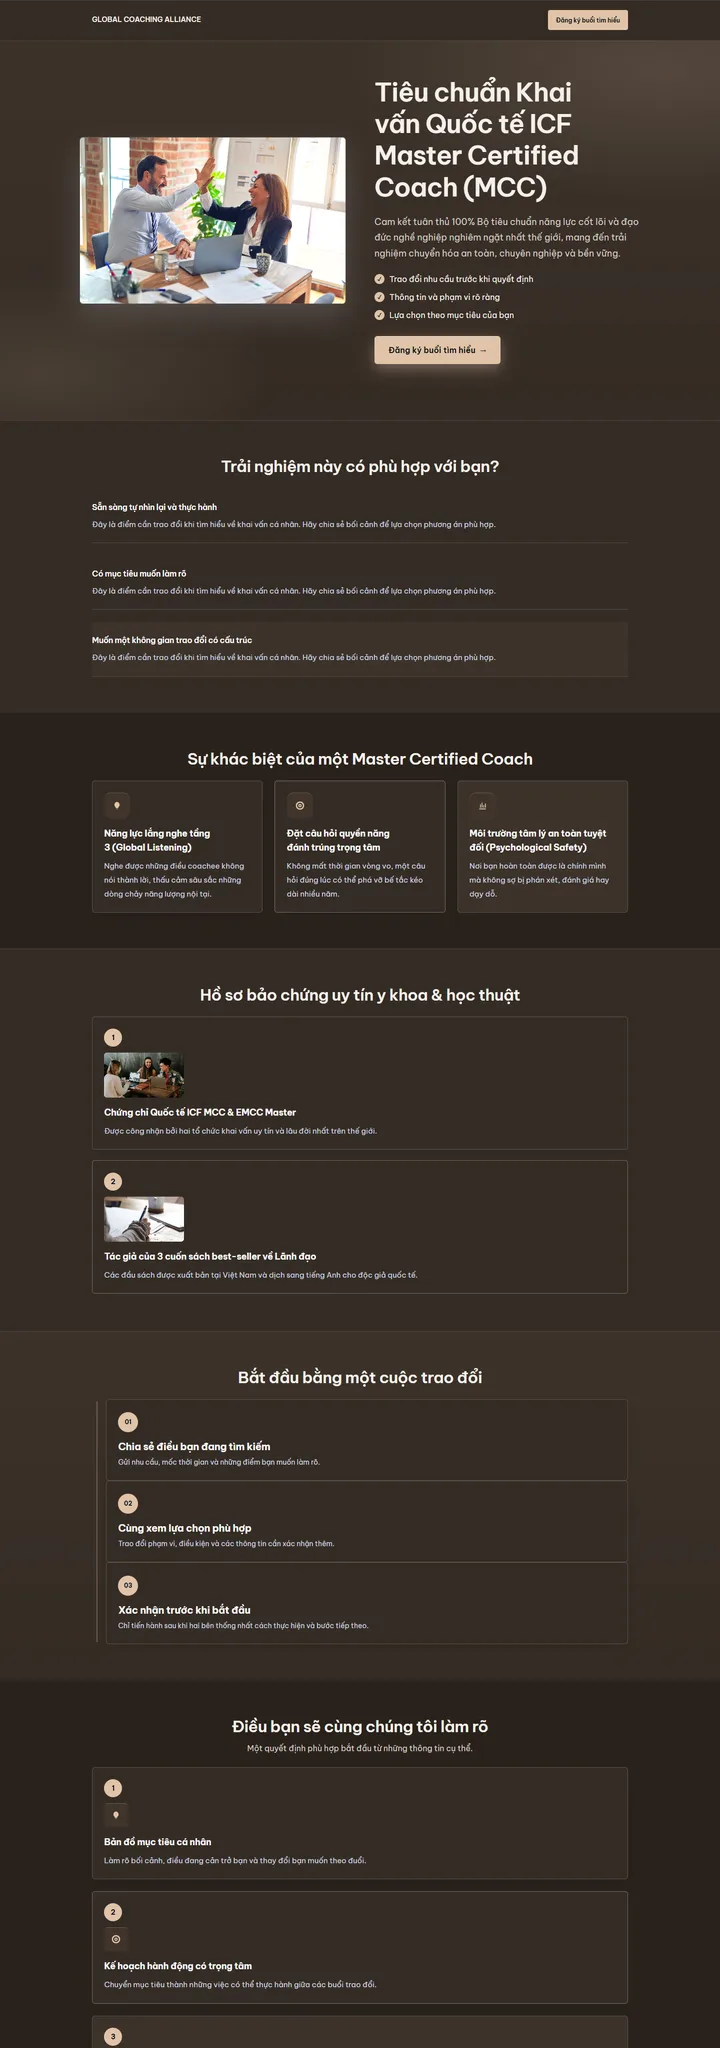 GLOBAL COACHING ALLIANCE
Đăng ký buổi tìm hiểu
Tiêu chuẩn Khai
vấn Quốc tế ICF
Master Certified
Coach (MCC)
Cam kết tuân thủ 100% Bộ tiêu chuẩn năng lực cốt lõi và đạo
đức nghề nghiệp nghiêm ngặt nhất thế giới, mang đến trải
nghiệm chuyển hóa an toàn, chuyên nghiệp và bền vững.
Trao đổi nhu cầu trước khi quyết định
Thông tin và phạm vi rõ ràng
Lựa chọn theo mục tiêu của bạn
Đăng ký buổi tìm hiểu →
Trải nghiệm này có phù hợp với bạn?
Sẵn sàng tự nhìn lại và thực hành
Đây là điểm cần trao đổi khi tìm hiểu về khai vấn cá nhân. Hãy chia sẻ bối cảnh để lựa chọn phương án phù hợp.
Có mục tiêu muốn làm rõ
Đây là điểm cần trao đổi khi tìm hiểu về khai vấn cá nhân. Hãy chia sẻ bối cảnh để lựa chọn phương án phù hợp.
Muốn một không gian trao đổi có cấu trúc
Đây là điểm cần trao đổi khi tìm hiểu về khai vấn cá nhân. Hãy chia sẻ bối cảnh để lựa chọn phương án phù hợp.
Sự khác biệt của một Master Certified Coach
Năng lực lắng nghe tầng
3 (Global Listening)
Nghe được những điều coachee không
nói thành lời, thấu cảm sâu sắc những
dòng chảy năng lượng nội tại.
Đặt câu hỏi quyền năng
đánh trúng trọng tâm
Không mất thời gian vòng vo, một câu
hỏi đúng lúc có thể phá vỡ bế tắc kéo
dài nhiều năm.
Môi trường tâm lý an toàn tuyệt
đối (Psychological Safety)
Nơi bạn hoàn toàn được là chính mình
mà không sợ bị phán xét, đánh giá hay
dạy dỗ.
Hồ sơ bảo chứng uy tín y khoa & học thuật
1
Chứng chỉ Quốc tế ICF MCC & EMCC Master
Được công nhận bởi hai tổ chức khai vấn uy tín và lâu đời nhất trên thế giới.
2
Tác giả của 3 cuốn sách best-seller về Lãnh đạo
Các đầu sách được xuất bản tại Việt Nam và dịch sang tiếng Anh cho độc giả quốc tế.
Bắt đầu bằng một cuộc trao đổi
01
Chia sẻ điều bạn đang tìm kiếm
Gửi nhu cầu, mốc thời gian và những điểm bạn muốn làm rõ.
02
Cùng xem lựa chọn phù hợp
Trao đổi phạm vi, điều kiện và các thông tin cần xác nhận thêm.
03
Xác nhận trước khi bắt đầu
Chỉ tiến hành sau khi hai bên thống nhất cách thực hiện và bước tiếp theo.
Điều bạn sẽ cùng chúng tôi làm rõ
Một quyết định phù hợp bắt đầu từ những thông tin cụ thể.
1
Bản đồ mục tiêu cá nhân
Làm rõ bối cảnh, điều đang cản trở bạn và thay đổi bạn muốn theo đuổi.
2
Kế hoạch hành động có trọng tâm
Chuyển mục tiêu thành những việc có thể thực hành giữa các buổi trao đổi.
3